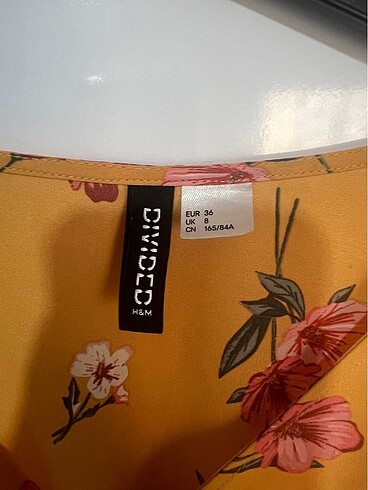 DIVIDED
H&M
EUR 36
UK 8
CN 165/84A